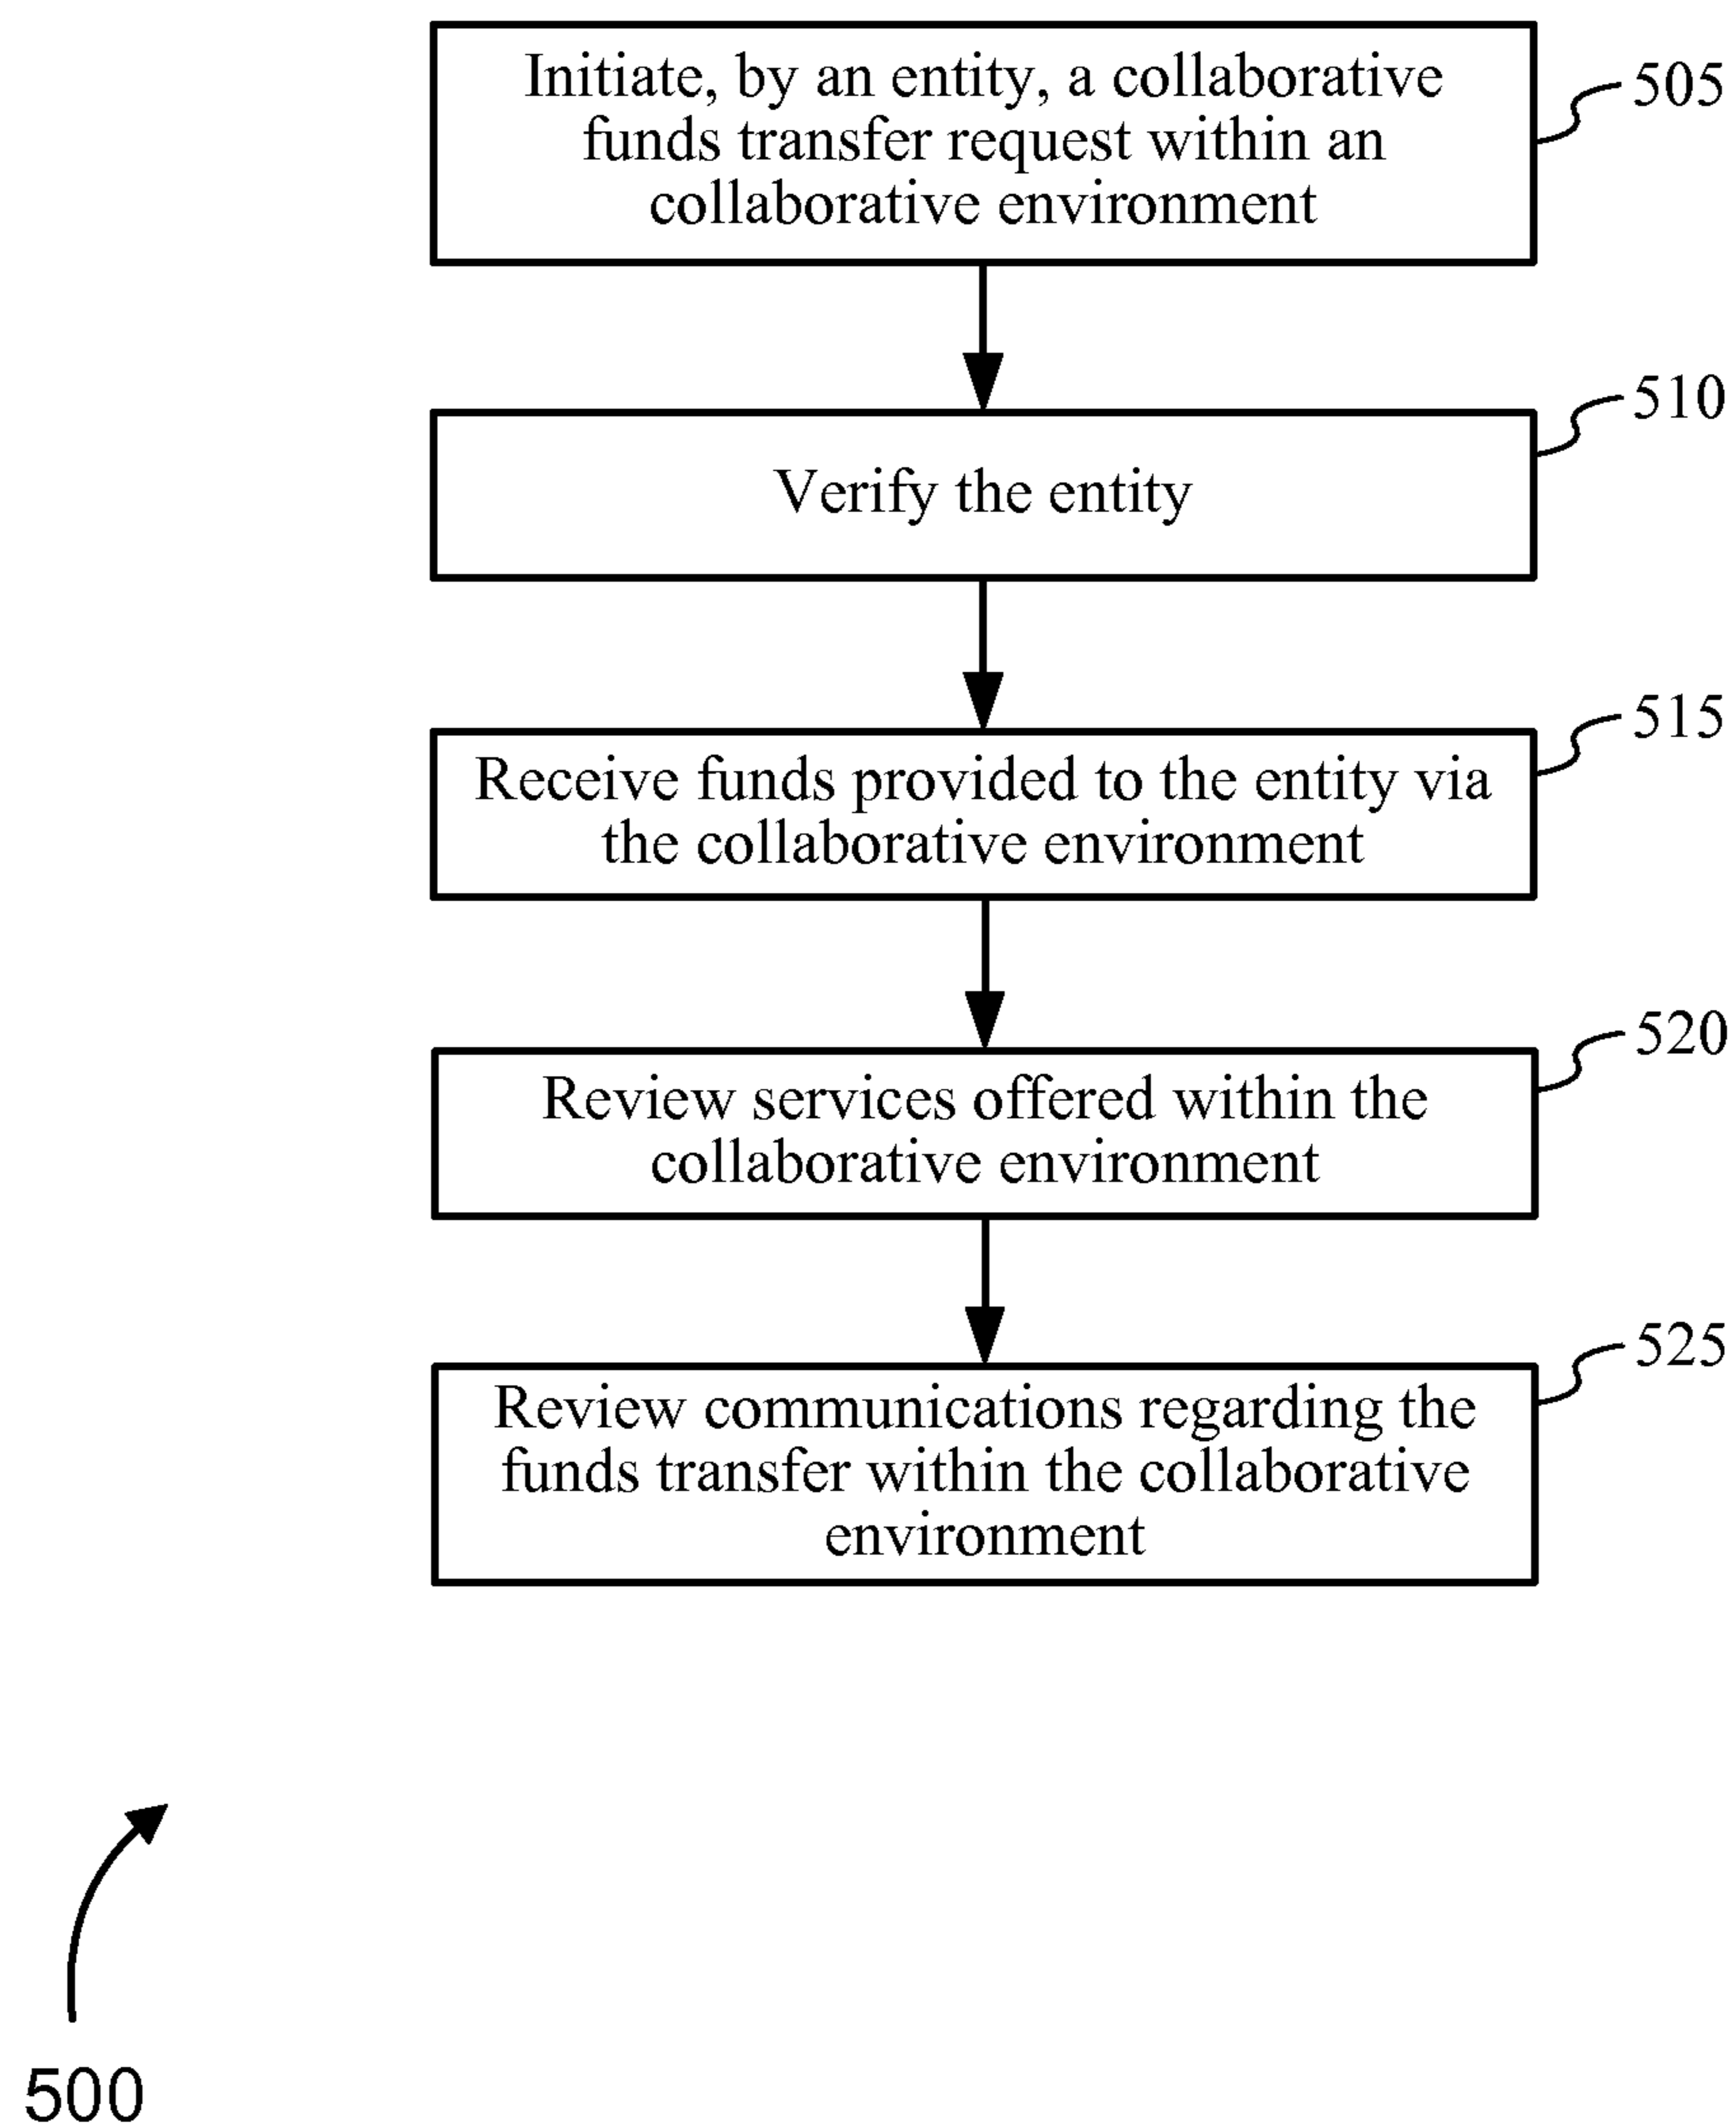 Initiate, by an entity, a collaborative
funds transfer request within an
collaborative environment
505
Verify the entity
510
Receive funds provided to the entity via
the collaborative environment
515
Review services offered within the
collaborative environment
520
Review communications regarding the
funds transfer within the collaborative
environment
525
500